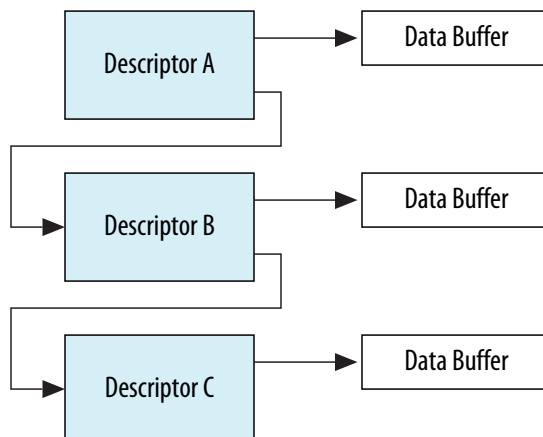 Descriptor A
Data Buffer
Descriptor B
Data Buffer
Descriptor C
Data Buffer